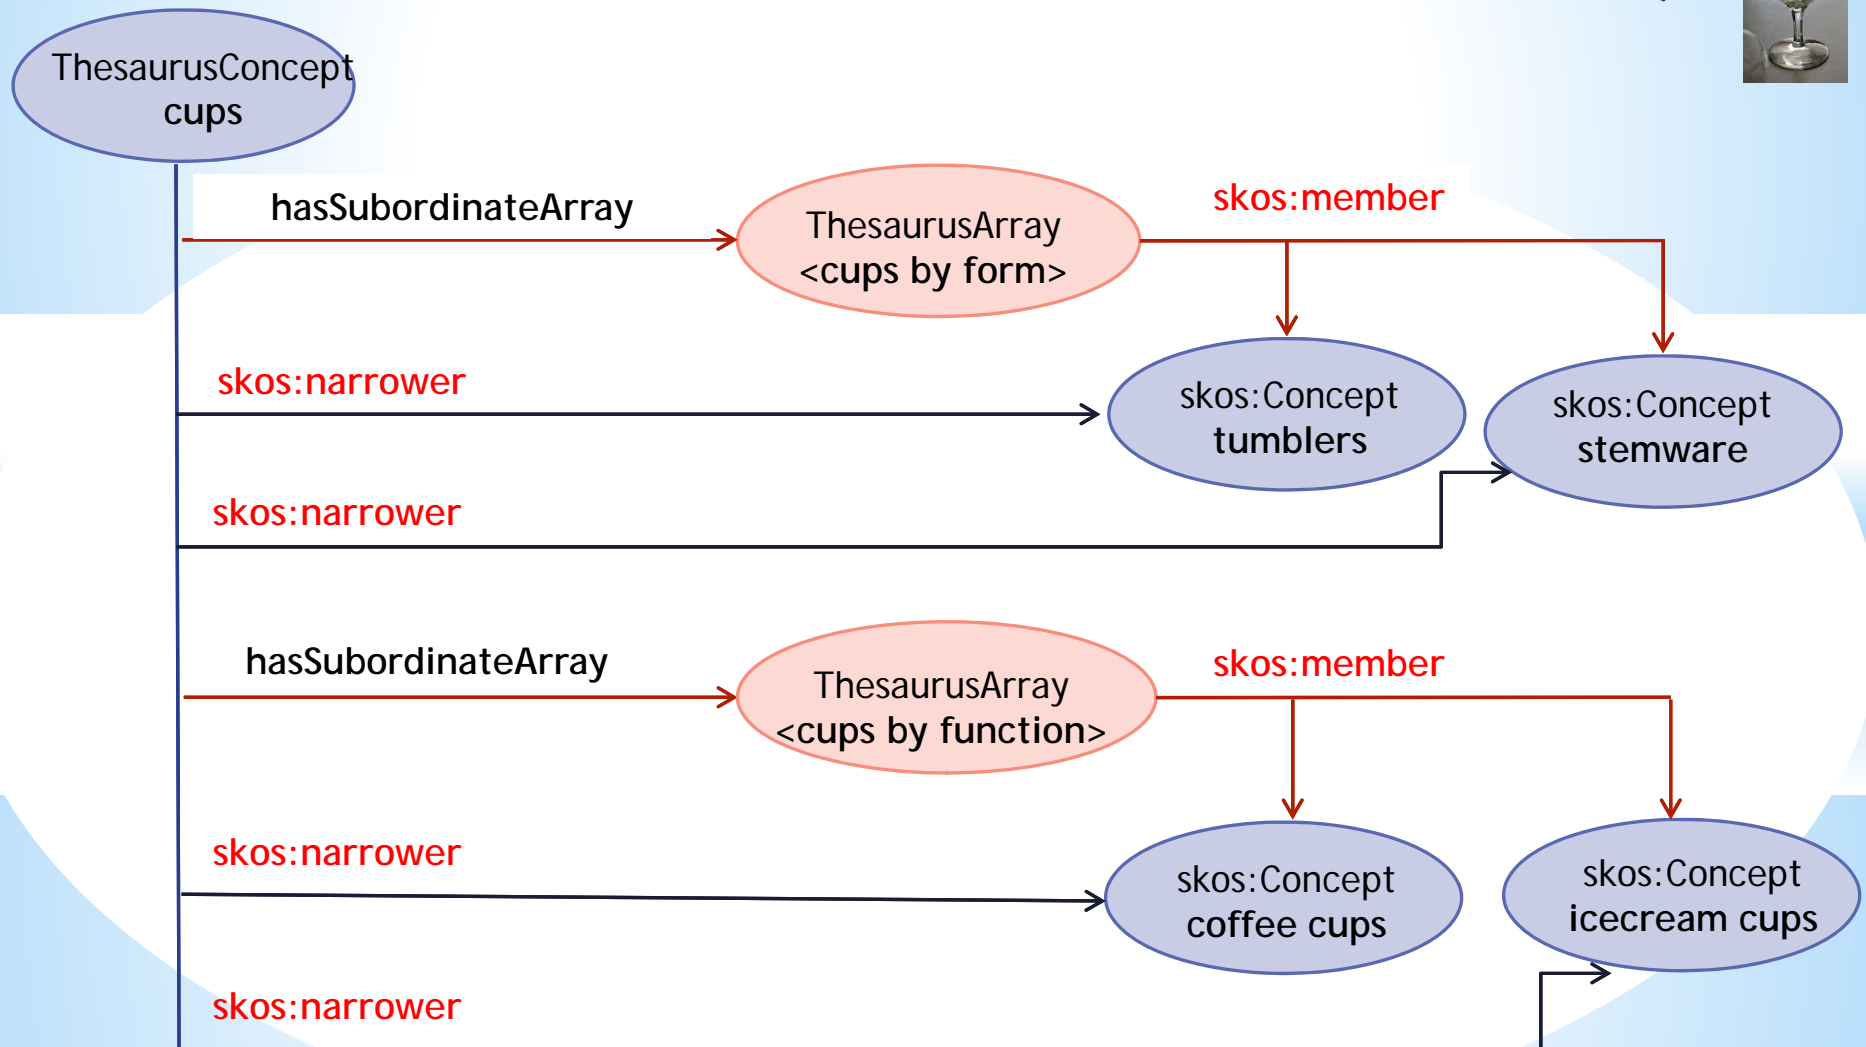 ThesaurusConcept
cups
hasSubordinateArray
ThesaurusArray
<cups by form>
skos:member
skos:narrower
skos:Concept
tumblers
skos:Concept
stemware
skos:narrower
hasSubordinateArray
ThesaurusArray
<cups by function>
skos:member
skos:narrower
skos:Concept
coffee cups
skos:Concept
icecream cups
skos:narrower